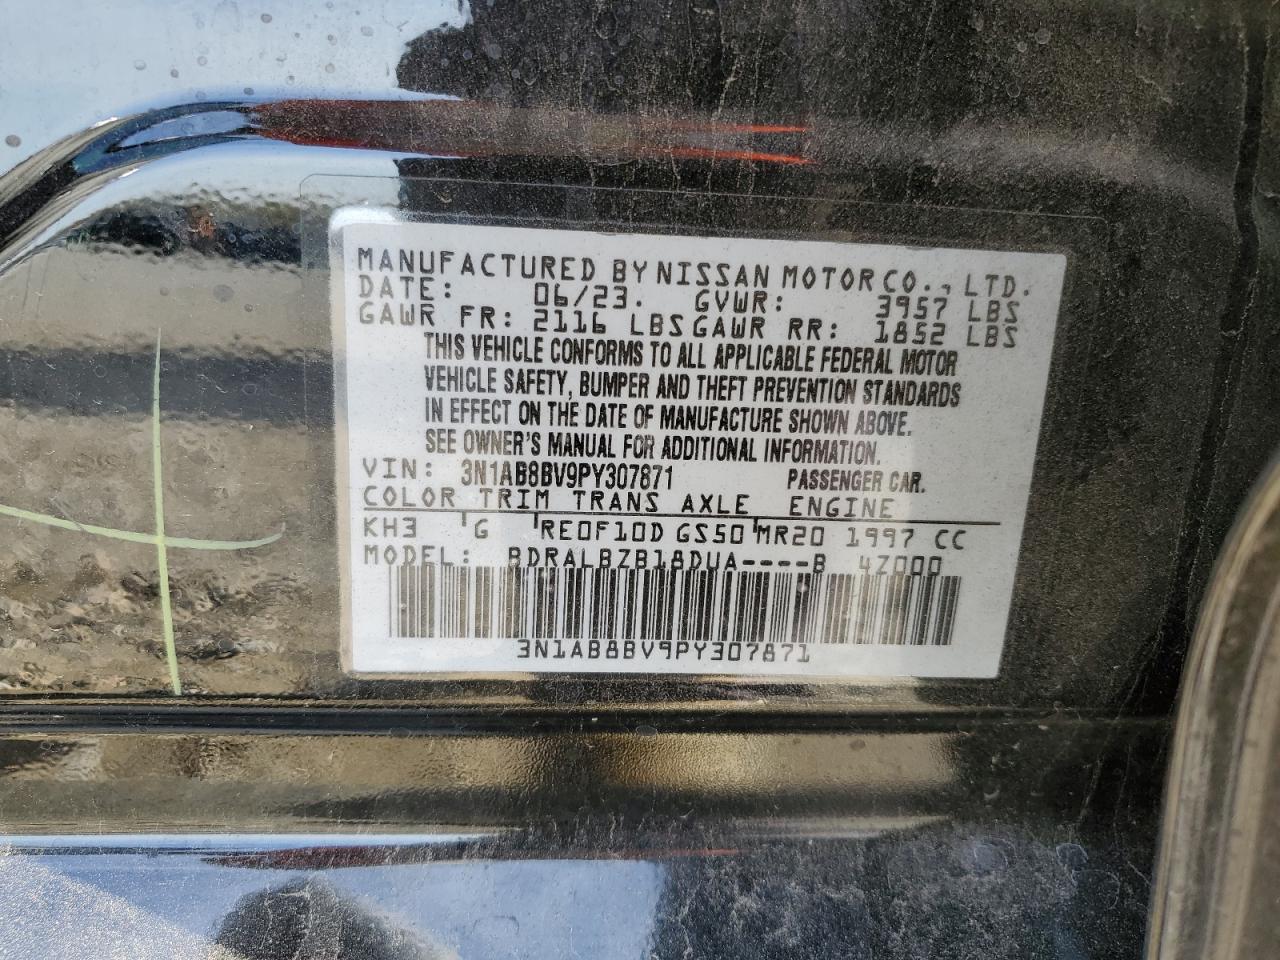 MANUFACTURED BY NISSAN MOTOR CO., LTD.
DATE: 06/23. GVWR: 3957 LBS
GAWR FR: 2116 LBS GAWR RR: 1852 LBS
THIS VEHICLE CONFORMS TO ALL APPLICABLE FEDERAL MOTOR
VEHICLE SAFETY, BUMPER AND THEFT PREVENTION STANDARDS
IN EFFECT ON THE DATE OF MANUFACTURE SHOWN ABOVE.
SEE OWNER'S MANUAL FOR ADDITIONAL INFORMATION.
VIN: 3N1AB8BV9PY307871 PASSENGER CAR.
COLOR TRIM TRANS AXLE ENGINE
KH3 G RE0F10D GS50 MR20 1997 CC
MODEL: BDRALBZB18DUA----B 4Z000
3N1AB8BV9PY307871